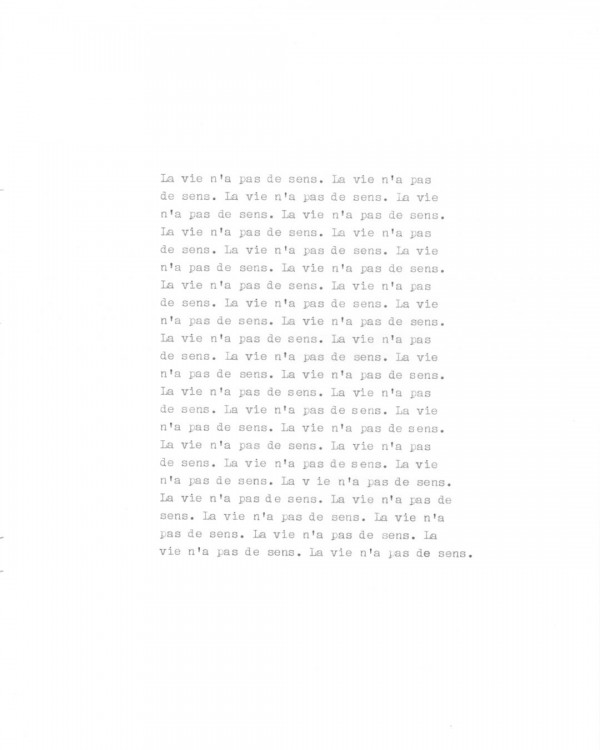 La vie n'a pas de sens. La vie n'a pas
de sens. La vie n'a pas de sens. La vie
n'a pas de sens. La vie n'a pas de sens.
La vie n'a pas de sens. La vie n'a pas
de sens. La vie n'a pas de sens. La vie
n'a pas de sens. La vie n'a pas de sens.
La vie n'a pas de sens. La vie n'a pas
de sens. La vie n'a pas de sens. La vie
n'a pas de sens. La vie n'a pas de sens.
La vie n'a pas de sens. La vie n'a pas
de sens. La vie n'a pas de sens. La vie
n'a pas de sens. La vie n'a pas de sens.
La vie n'a pas de sens. La vie n'a pas
de sens. La vie n'a pas de sens. La vie
n'a pas de sens. La vie n'a pas de sens.
La vie n'a pas de sens. La vie n'a pas
de sens. La vie n'a pas de sens. La vie
n'a pas de sens. La v ie n'a pas de sens.
La vie n'a pas de sens. La vie n'a pas de
sens. La vie n'a pas de sens. La vie n'a
pas de sens. La vie n'a pas de sens. La
vie n'a pas de sens. La vie n'a pas de sens.